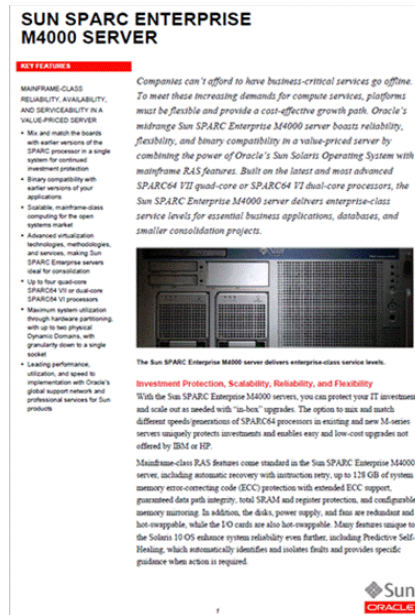 SUN SPARC ENTERPRISE
M4000 SERVER
KEY FEATURES
MAINFRAME-CLASS
RELIABILITY, AVAILABILITY,
AND SERVICEABILITY IN A
VALUE-PRICED SERVER
• Mix and match the boards
with earlier versions of the
SPARC processor in a single
system for continued
investment protection
• Binary compatibility with
earlier versions of your
applications
• Scalable, mainframe-class
computing for the open
systems market
• Advanced virtualization
technologies, methodologies,
and services, making Sun
SPARC Enterprise servers
ideal for consolidation
• Up to four quad-core
SPARC64 VII or dual-core
SPARC64 VI processors
• Maximum system utilization
through hardware partitioning,
with up to two physical
Dynamic Domains, with
granularity down to a single
socket
• Leading performance,
utilization, and speed to
implementation with Oracle's
global support network and
professional services for Sun
products
Companies can't afford to have business-critical services go offline.
To meet these increasing demands for compute services, platforms
must be flexible and provide a cost-effective growth path. Oracle's
midrange Sun SPARC Enterprise M4000 server boasts reliability,
flexibility, and binary compatibility in a value-priced server by
combining the power of Oracle's Sun Solaris Operating System with
mainframe RAS features. Built on the latest and most advanced
SPARC64 VII quad-core or SPARC64 VI dual-core processors, the
Sun SPARC Enterprise M4000 server delivers enterprise-class
service levels for essential business applications, databases, and
smaller consolidation projects.
The Sun SPARC Enterprise M4000 server delivers enterprise-class service levels.
Investment Protection, Scalability, Reliability, and Flexibility
With the Sun SPARC Enterprise M4000 servers, you can protect your IT investment
and scale out as needed with "in-box" upgrades. The option to mix and match
different speeds/generations of SPARC64 processors in existing and new M-series
servers uniquely protects investments and enables easy and low-cost upgrades not
offered by IBM or HP.
Mainframe-class RAS features come standard in the Sun SPARC Enterprise M4000
server, including automatic recovery with instruction retry, up to 128 GB of system
memory error-correcting code (ECC) protection with extended ECC support,
guaranteed data path integrity, total SRAM and register protection, and configurable
memory mirroring. In addition, the disks, power supply, and fans are redundant and
hot-swappable, while the I/O cards are also hot-swappable. Many features unique to
the Solaris 10 OS enhance system reliability even further, including Predictive Self-
Healing, which automatically identifies and isolates faults and provides specific
guidance when action is required.
Sun
ORACLE